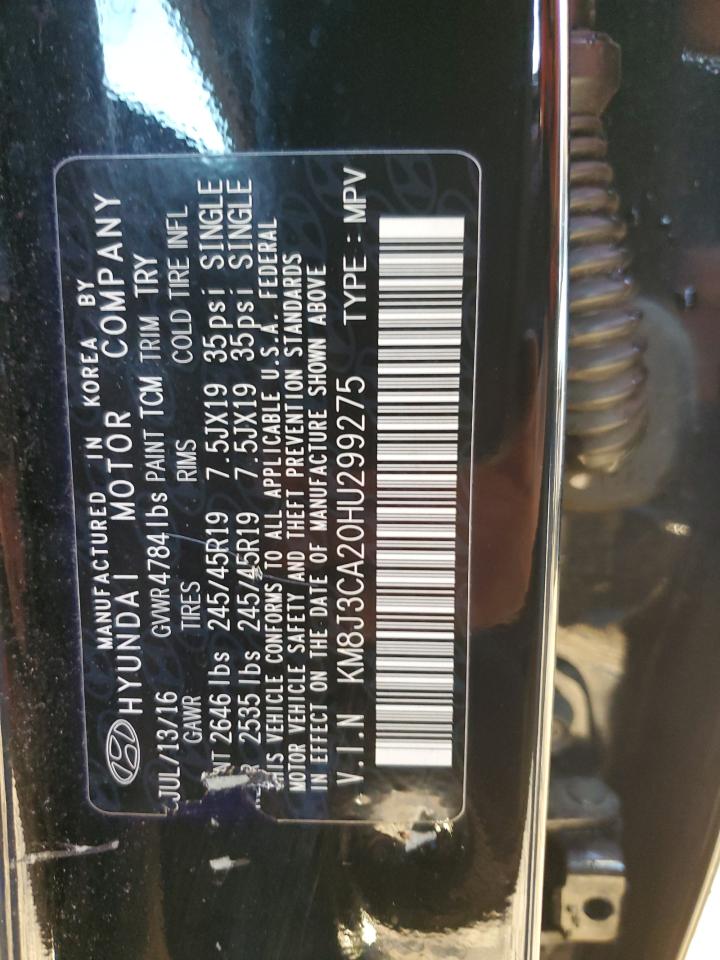 MANUFACTURED IN KOREA BY
HYUNDAI MOTOR COMPANY
JUL/13/16 GVWR4784lbs PAINT TCM TRIM TRY
GAWR TIRES RIMS COLD TIRE INFL
2646 lbs 245/45R19 7.5JX19 35psi SINGLE
2535 lbs 245/45R19 7.5JX19 35psi SINGLE
THIS VEHICLE CONFORMS TO ALL APPLICABLE U.S.A. FEDERAL
MOTOR VEHICLE SAFETY AND THEFT PREVENTION STANDARDS
IN EFFECT ON THE DATE OF MANUFACTURE SHOWN ABOVE
V.I.N KM8J3CA20HU299275 TYPE : MPV